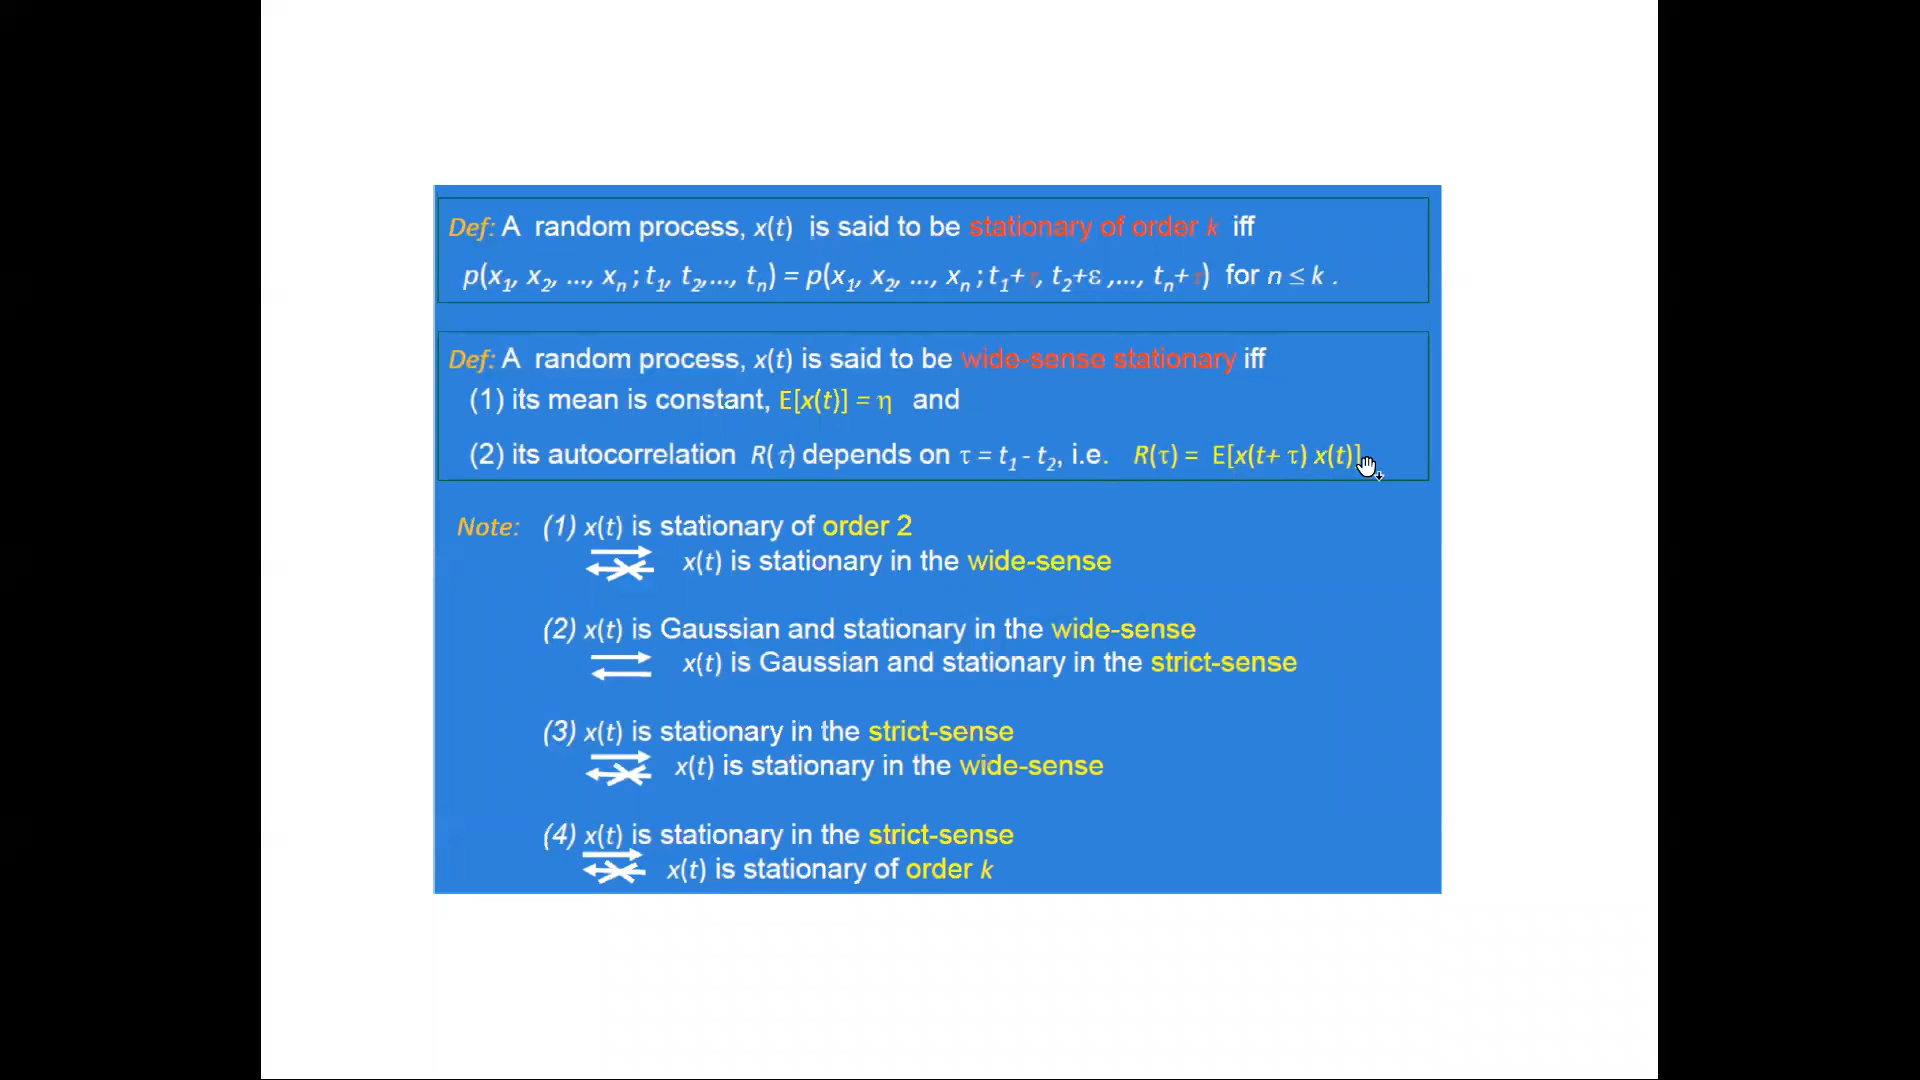 Def: A random process, x(t) is said to be stationary of order k iff
p(x1, x2, ..., xn ; t1, t2,..., tn) = p(x1, x2, ..., xn ; t1+ τ, t2+ε ,..., tn+ τ) for n ≤ k .
Def: A random process, x(t) is said to be wide-sense stationary iff
(1) its mean is constant, E[x(t)] = η and
(2) its autocorrelation R(τ) depends on τ = t1 - t2, i.e. R(τ) = E[x(t+ τ) x(t)]
Note: (1) x(t) is stationary of order 2
x(t) is stationary in the wide-sense
(2) x(t) is Gaussian and stationary in the wide-sense
x(t) is Gaussian and stationary in the strict-sense
(3) x(t) is stationary in the strict-sense
x(t) is stationary in the wide-sense
(4) x(t) is stationary in the strict-sense
x(t) is stationary of order k